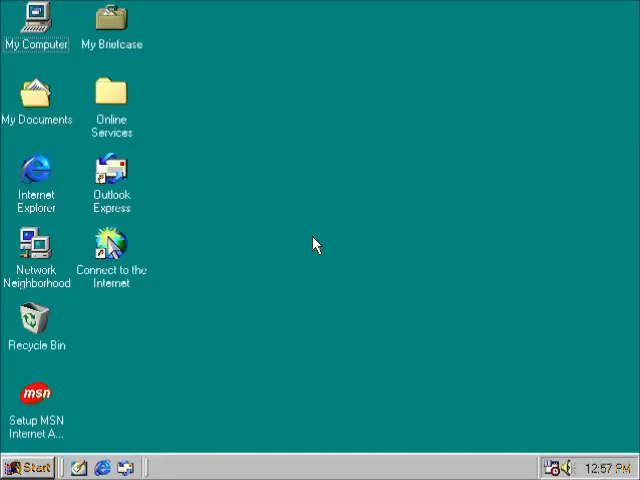 My Computer
My Briefcase
My Documents
Online
Services
Internet
Explorer
Outlook
Express
Network
Neighborhood
Connect to the
Internet
Recycle Bin
msn
Setup MSN
Internet A...
Start
12:57 PM